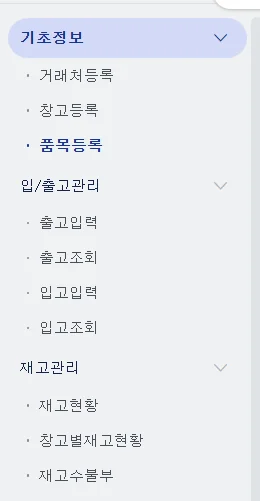 기초정보
· 거래처등록
· 창고등록
· 품목등록
입/출고관리
· 출고입력
· 출고조회
· 입고입력
· 입고조회
재고관리
· 재고현황
· 창고별재고현황
· 재고수불부